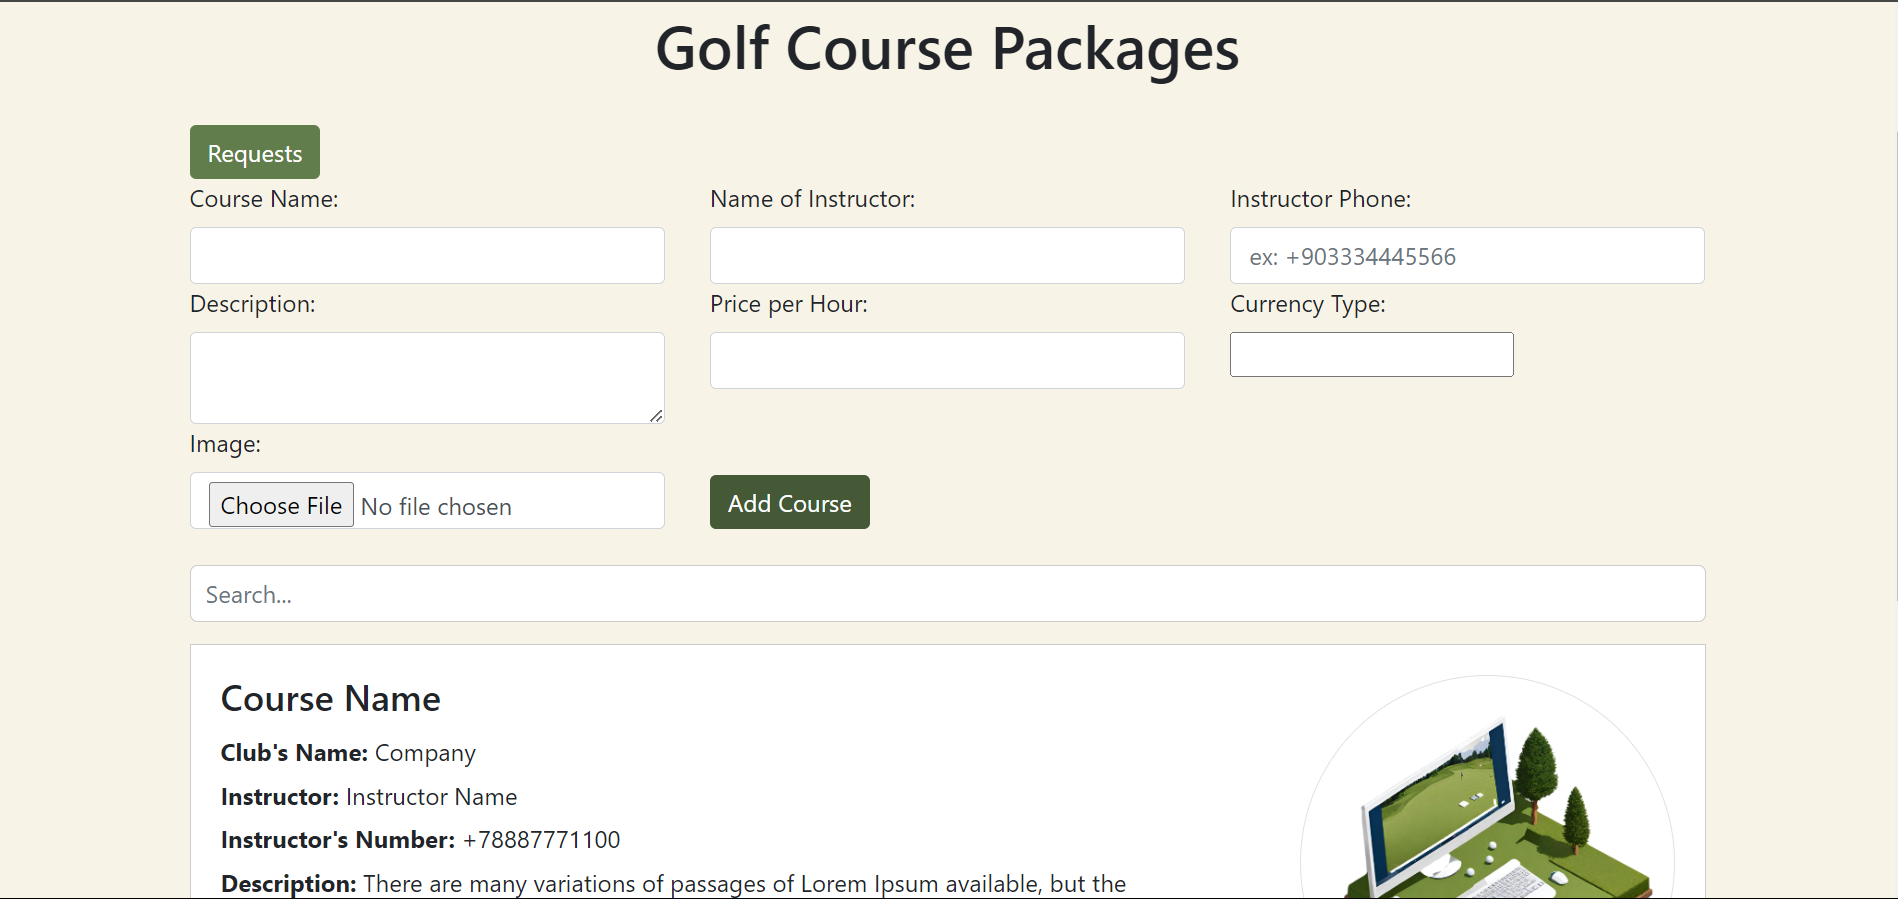 Golf Course Packages
Requests
Course Name:
Name of Instructor:
Instructor Phone:
ex: +903334445566
Description:
Price per Hour:
Currency Type:
Image:
Choose File No file chosen
Add Course
Search...
Course Name
Club's Name: Company
Instructor: Instructor Name
Instructor's Number: +78887771100
Description: There are many variations of passages of Lorem Ipsum available, but the